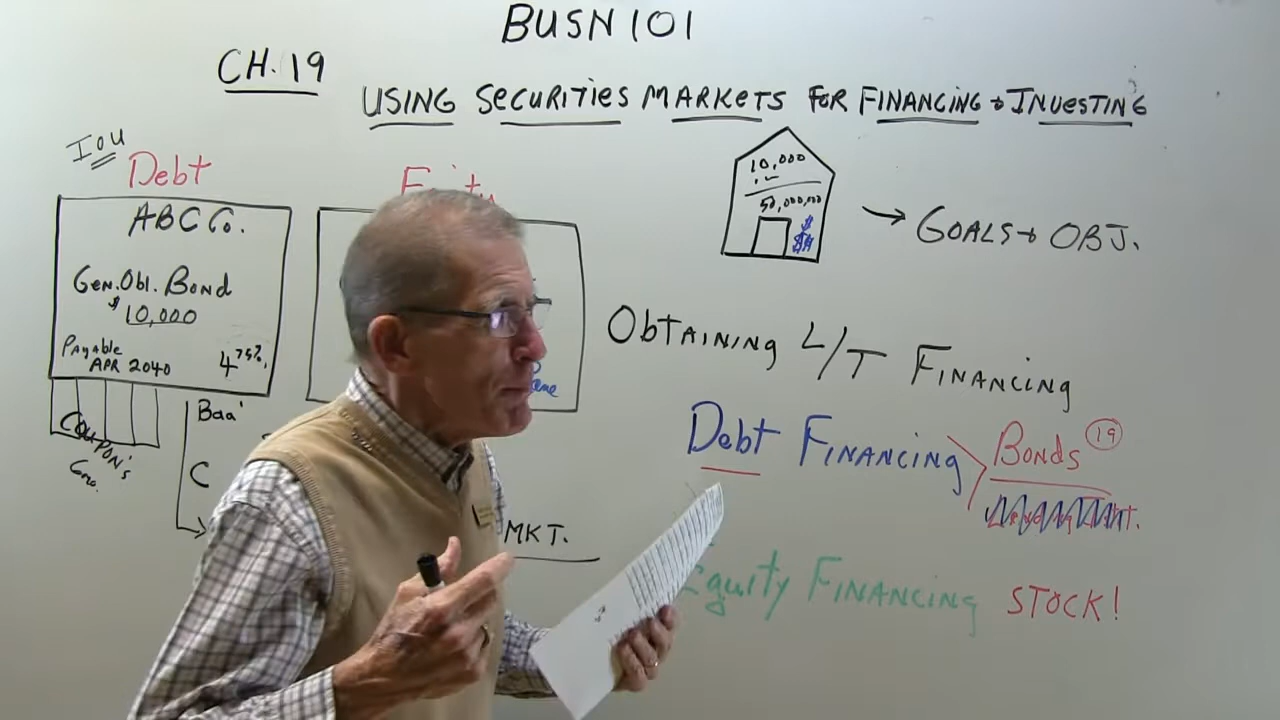 BUSN 101
CH. 19
USING SECURITIES MARKETS FOR FINANCING & INVESTING
IOU
Debt
ABC Co.
Gen. Obl. Bond
$10,000
Payable
APR 2040
4 75%
COUPON'S
Baa'
C
MKT.
10,000
50,000,000
$
$$
→ GOALS & OBJ.
OBTAINING L/T FINANCING
Debt FINANCING
BONDS 19
Equity FINANCING STOCK!